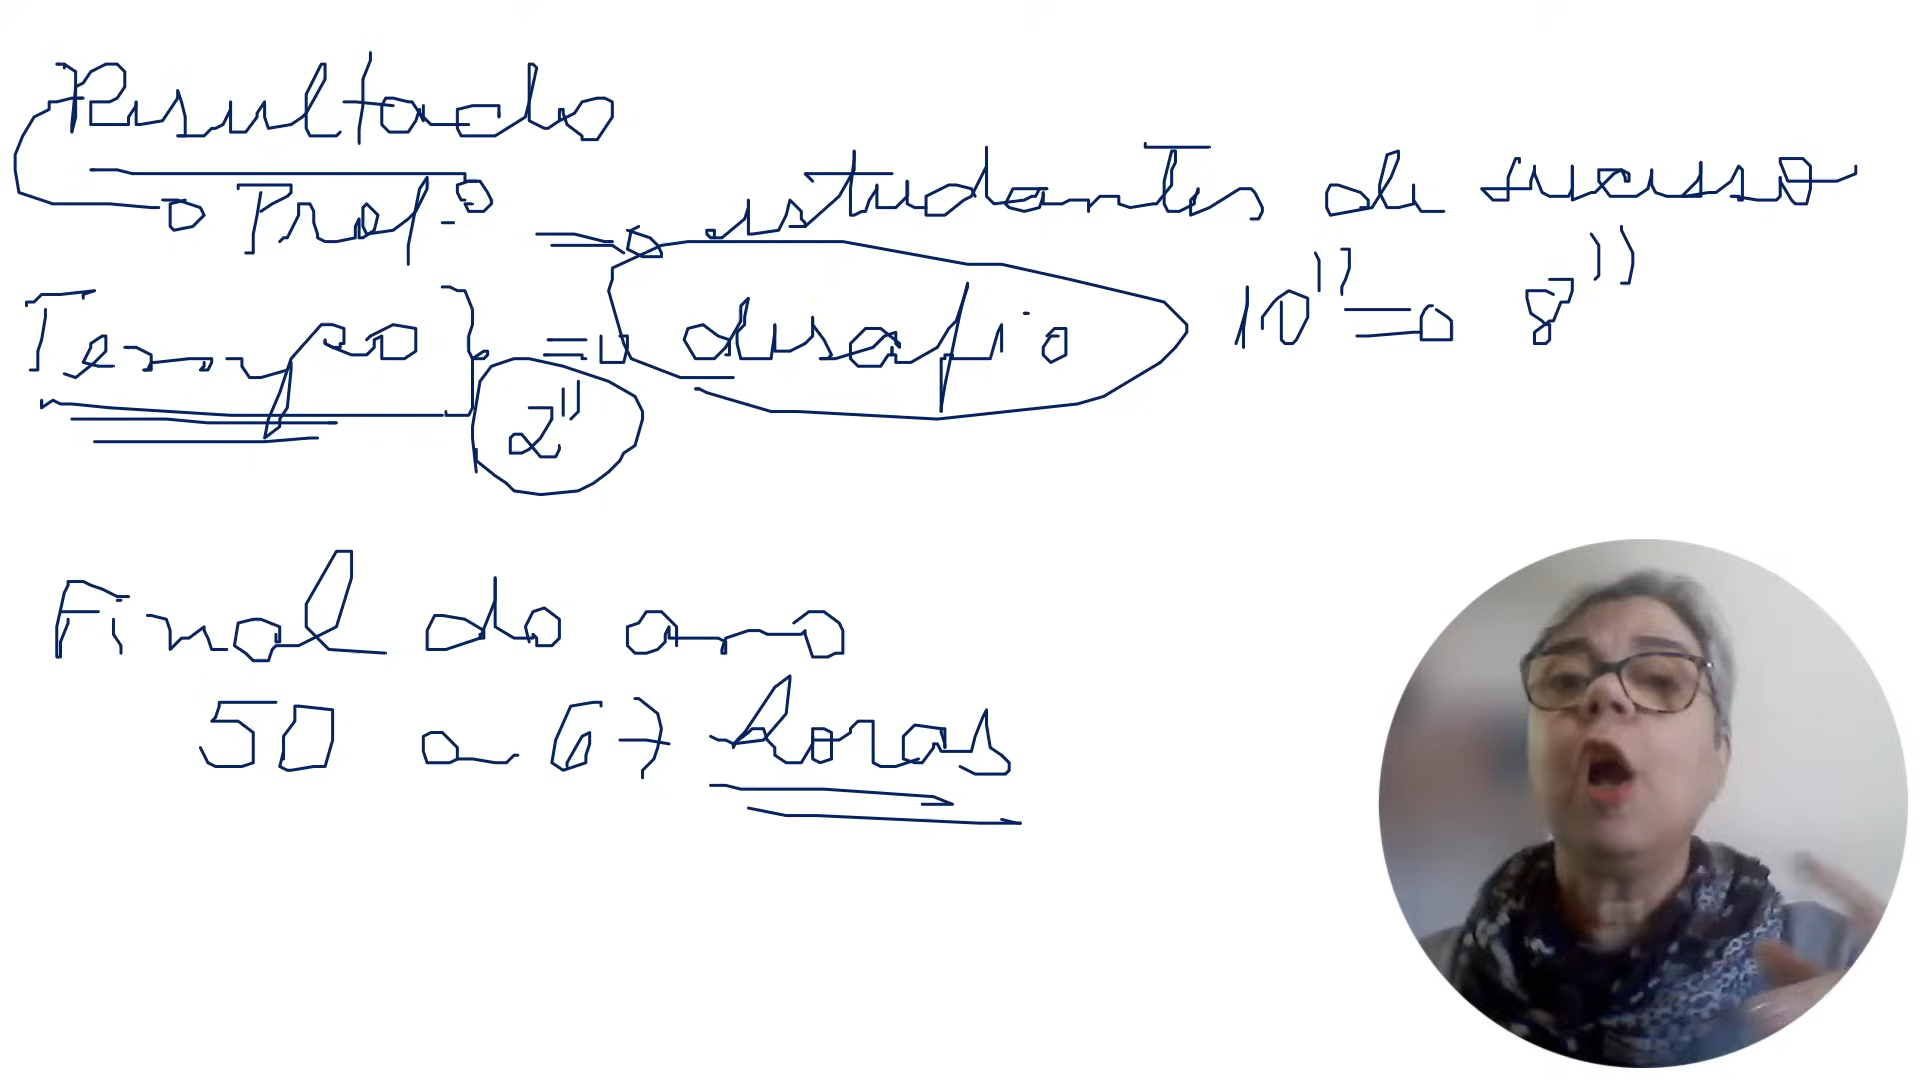 Resultado
Prof.º => estudantes de sucesso
Tempo => desafio 10'' => 8''
2''
Final do ano
50 a 67 horas